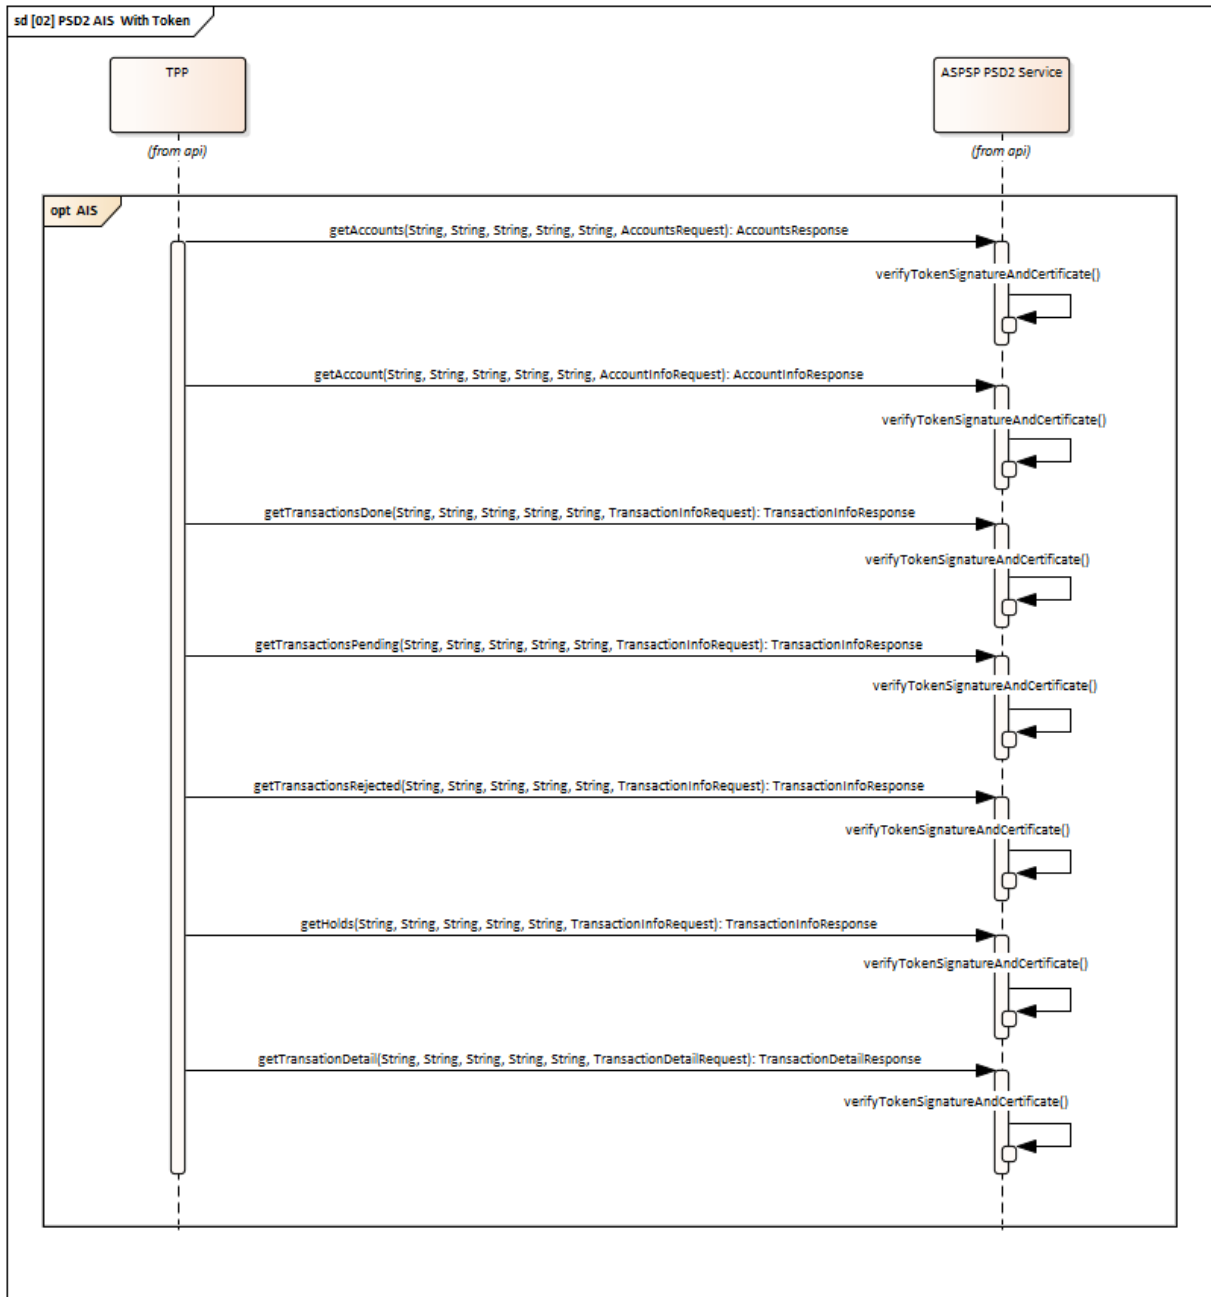 sd [02] PSD2 AIS With Token
TPP
ASPSP PSD2 Service
(from api)
(from api)
opt AIS
getAccounts(String, String, String, String, String, AccountsRequest): AccountsResponse
verifyTokenSignatureAndCertificate()
getAccount(String, String, String, String, String, AccountInfoRequest): AccountInfoResponse
verifyTokenSignatureAndCertificate()
getTransactionsDone(String, String, String, String, String, TransactionInfoRequest): TransactionInfoResponse
verifyTokenSignatureAndCertificate()
getTransactionsPending(String, String, String, String, String, TransactionInfoRequest): TransactionInfoResponse
verifyTokenSignatureAndCertificate()
getTransactionsRejected(String, String, String, String, String, TransactionInfoRequest): TransactionInfoResponse
verifyTokenSignatureAndCertificate()
getHolds(String, String, String, String, String, TransactionInfoRequest): TransactionInfoResponse
verifyTokenSignatureAndCertificate()
getTransationDetail(String, String, String, String, String, TransactionDetailRequest): TransactionDetailResponse
verifyTokenSignatureAndCertificate()